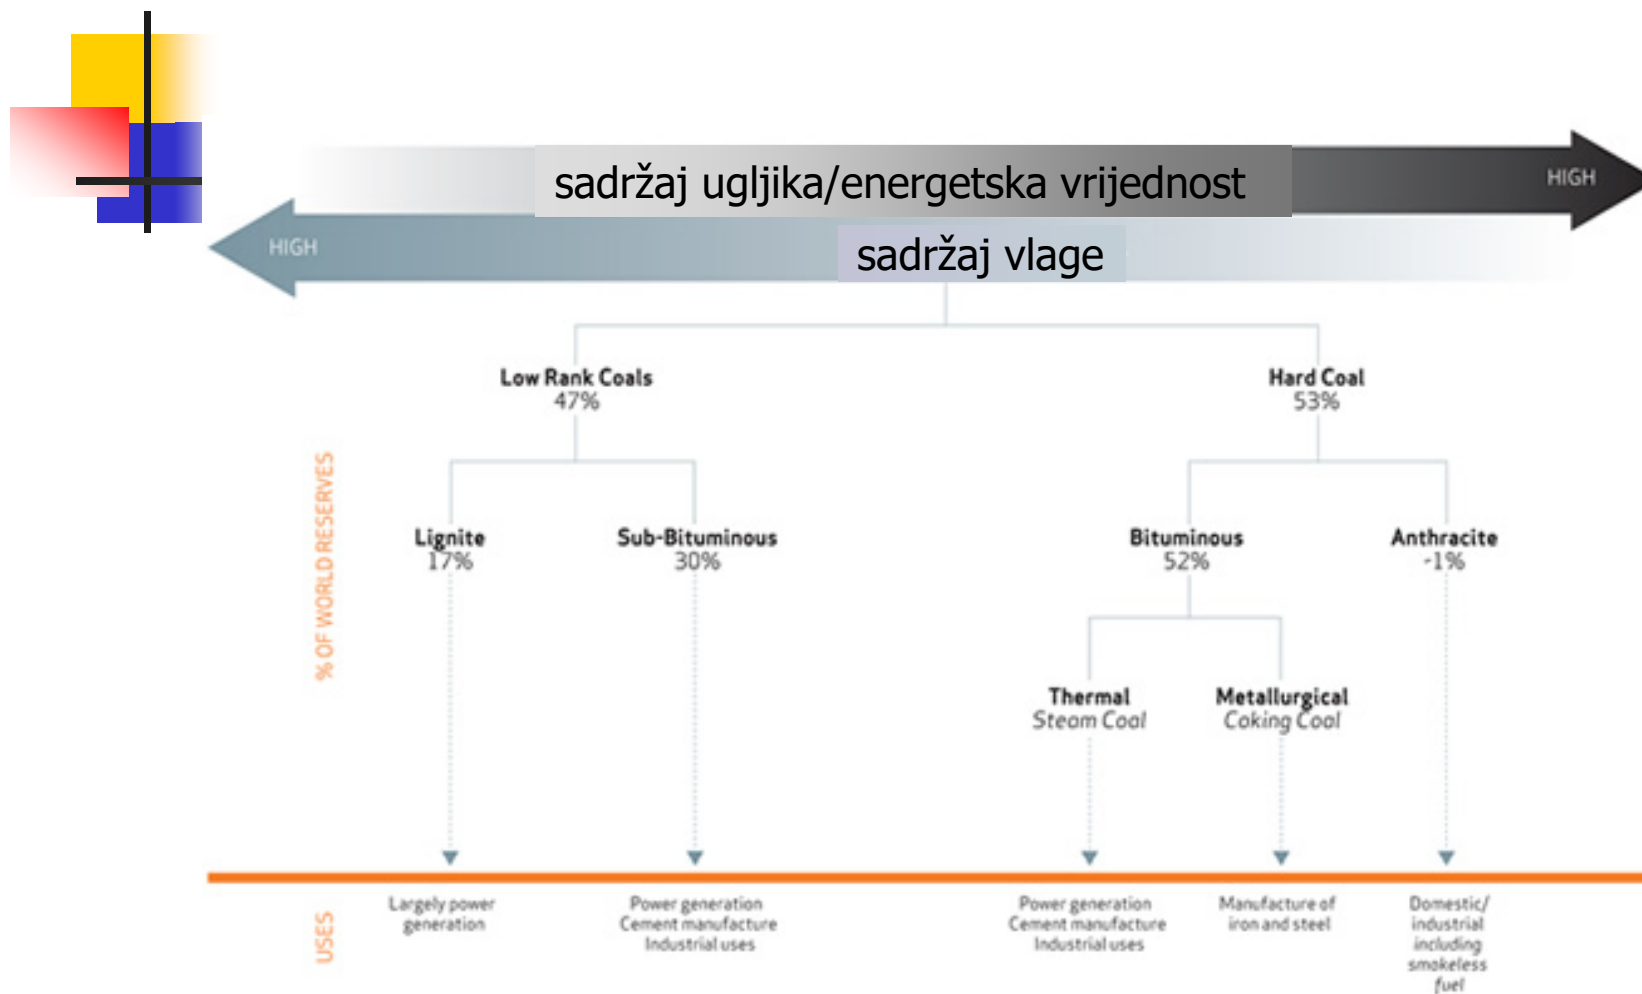 sadržaj ugljika/energetska vrijednost
HIGH
HIGH
sadržaj vlage
Low Rank Coals
47%
Hard Coal
53%
% OF WORLD RESERVES
Lignite
17%
Sub-Bituminous
30%
Bituminous
52%
Anthracite
~1%
Thermal
Steam Coal
Metallurgical
Coking Coal
USES
Largely power
generation
Power generation
Cement manufacture
Industrial uses
Power generation
Cement manufacture
Industrial uses
Manufacture of
iron and steel
Domestic/
industrial
including
smokeless
fuel